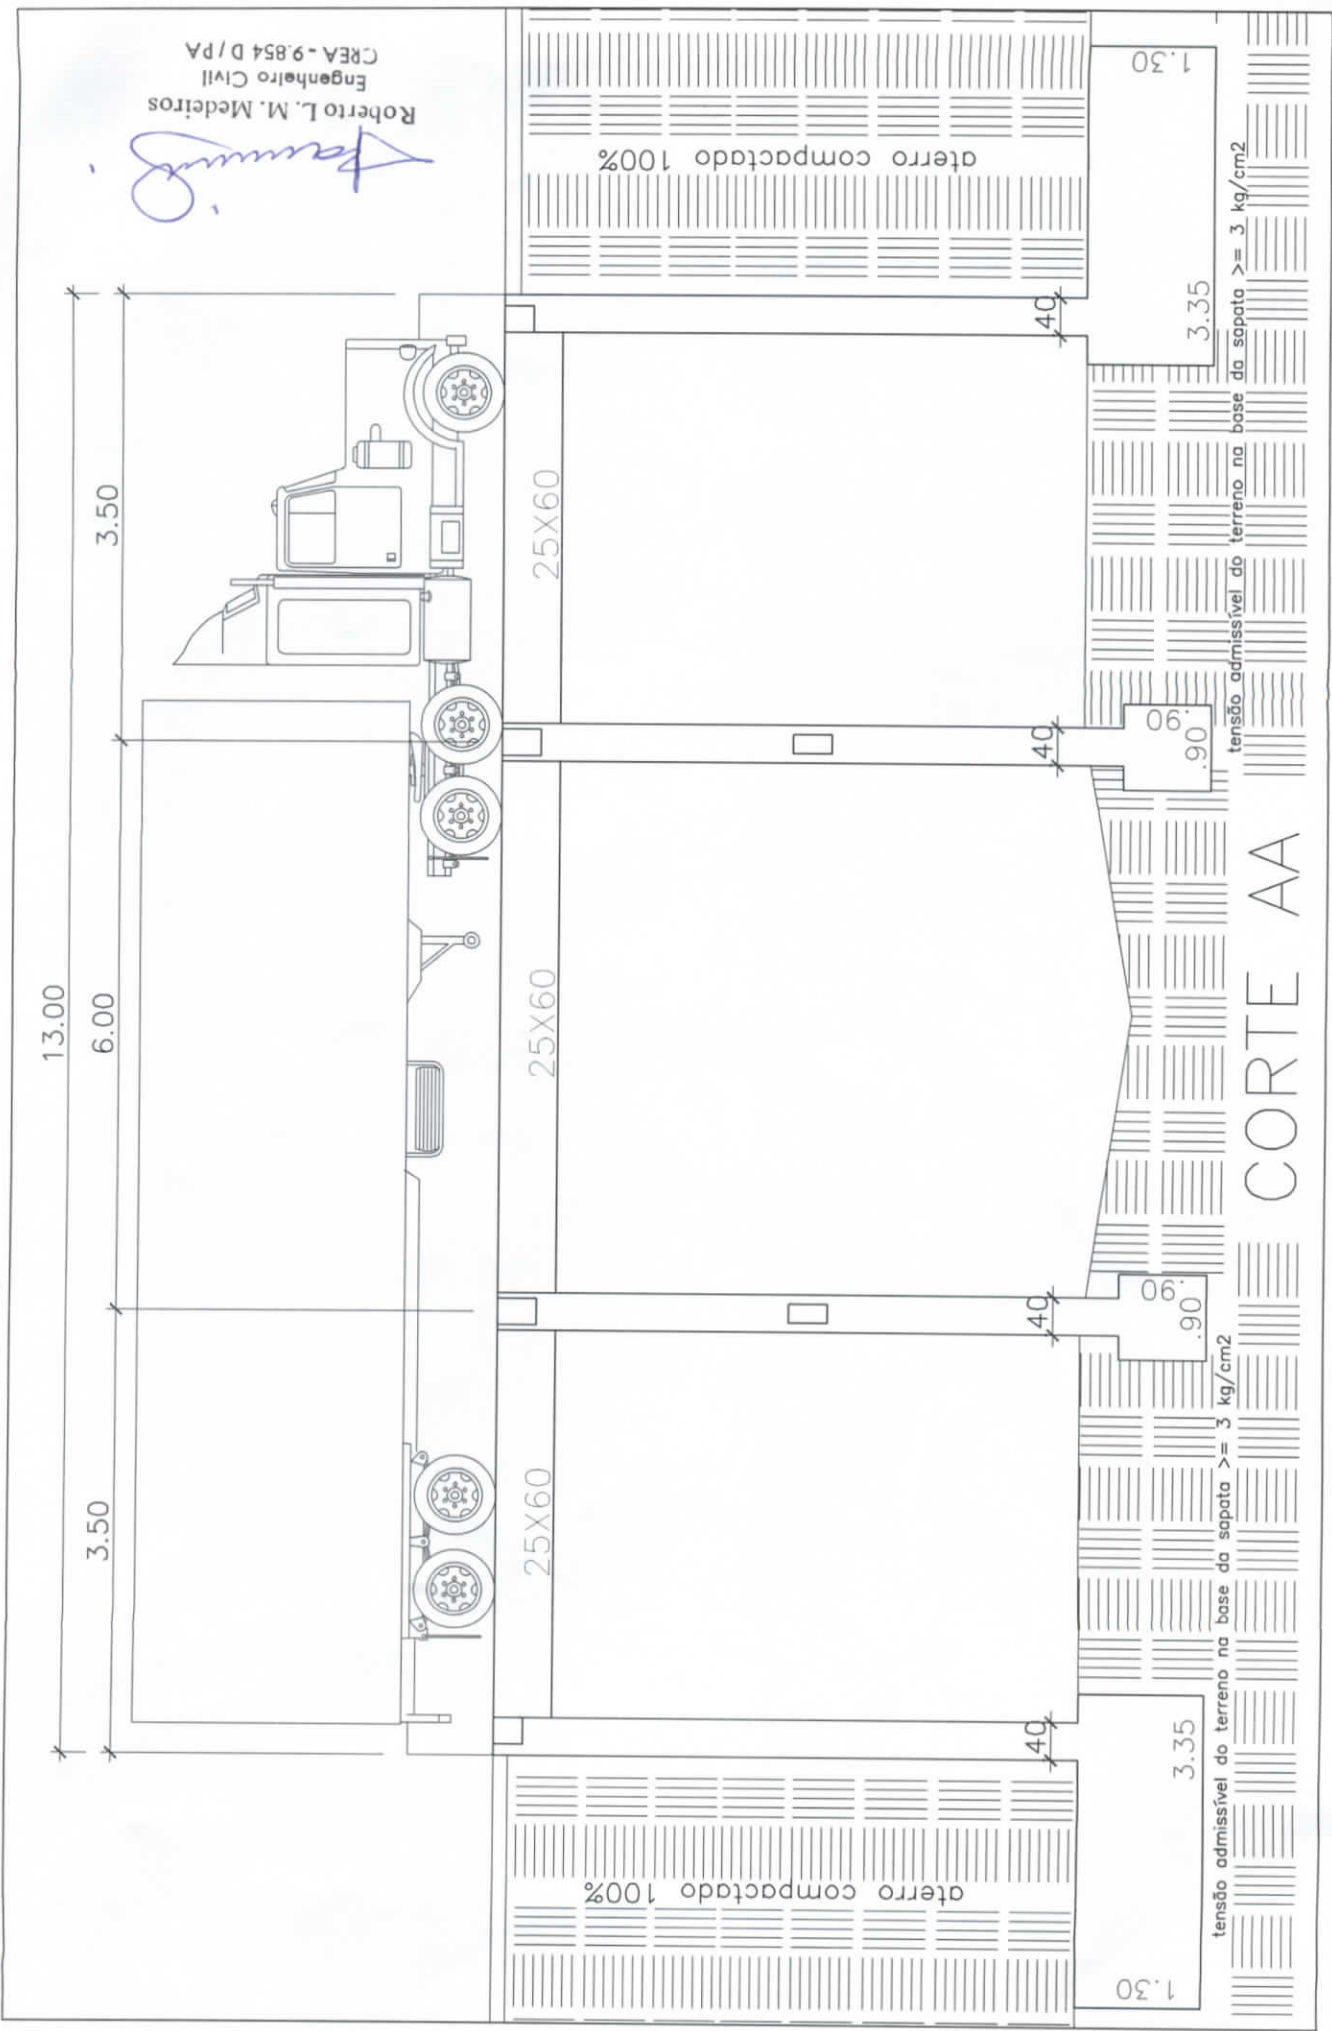 13.00
3.50
6.00
3.50
Roberto L. M. Medeiros
Engenheiro Civil
CREA - 9.854 D / PA
25X60
25X60
25X60
aterro compactado 100%
aterro compactado 100%
40
40
40
40
1.30
3.35
.90
.90
.90
.90
3.35
1.30
tensão admissível do terreno na base da sapata >= 3 kg/cm2
tensão admissível do terreno na base da sapata >= 3 kg/cm2
CORTE AA